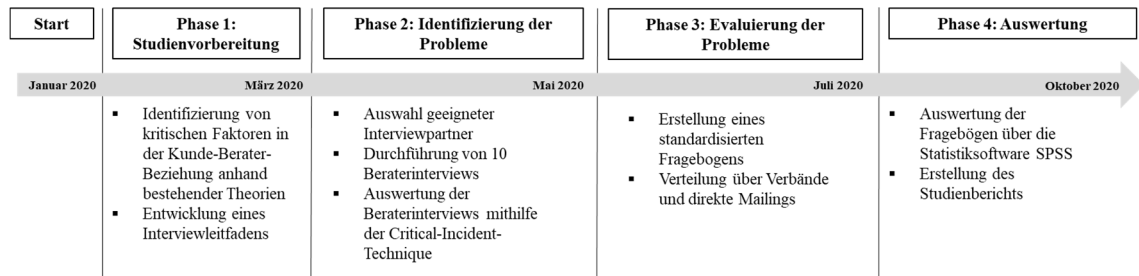 Start
Phase 1:
Studienvorbereitung
Phase 2: Identifizierung der
Probleme
Phase 3: Evaluierung der
Probleme
Phase 4: Auswertung
Januar 2020
März 2020
Mai 2020
Juli 2020
Oktober 2020
▪ Identifizierung von
kritischen Faktoren in
der Kunde-Berater-
Beziehung anhand
bestehender Theorien
▪ Entwicklung eines
Interviewleitfadens
▪ Auswahl geeigneter
Interviewpartner
▪ Durchführung von 10
Beraterinterviews
▪ Auswertung der
Beraterinterviews mithilfe
der Critical-Incident-
Technique
▪ Erstellung eines
standardisierten
Fragebogens
▪ Verteilung über Verbände
und direkte Mailings
▪ Auswertung der
Fragebögen über die
Statistiksoftware SPSS
▪ Erstellung des
Studienberichts